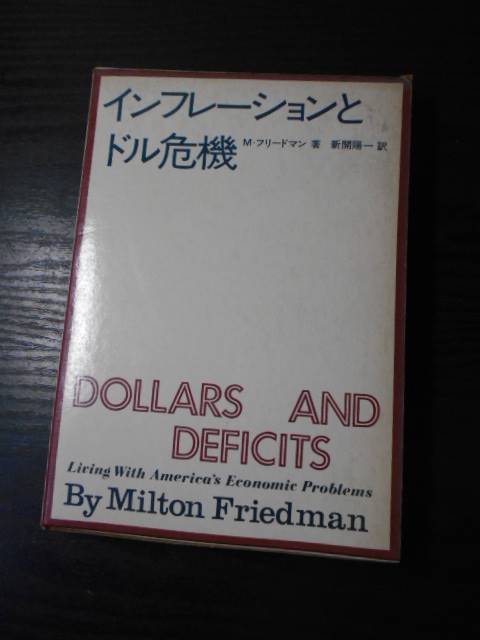 インフレーションと
ドル危機 M・フリードマン 著 新開陽一 訳
DOLLARS AND
DEFICITS
Living With America's Economic Problems
By Milton Friedman